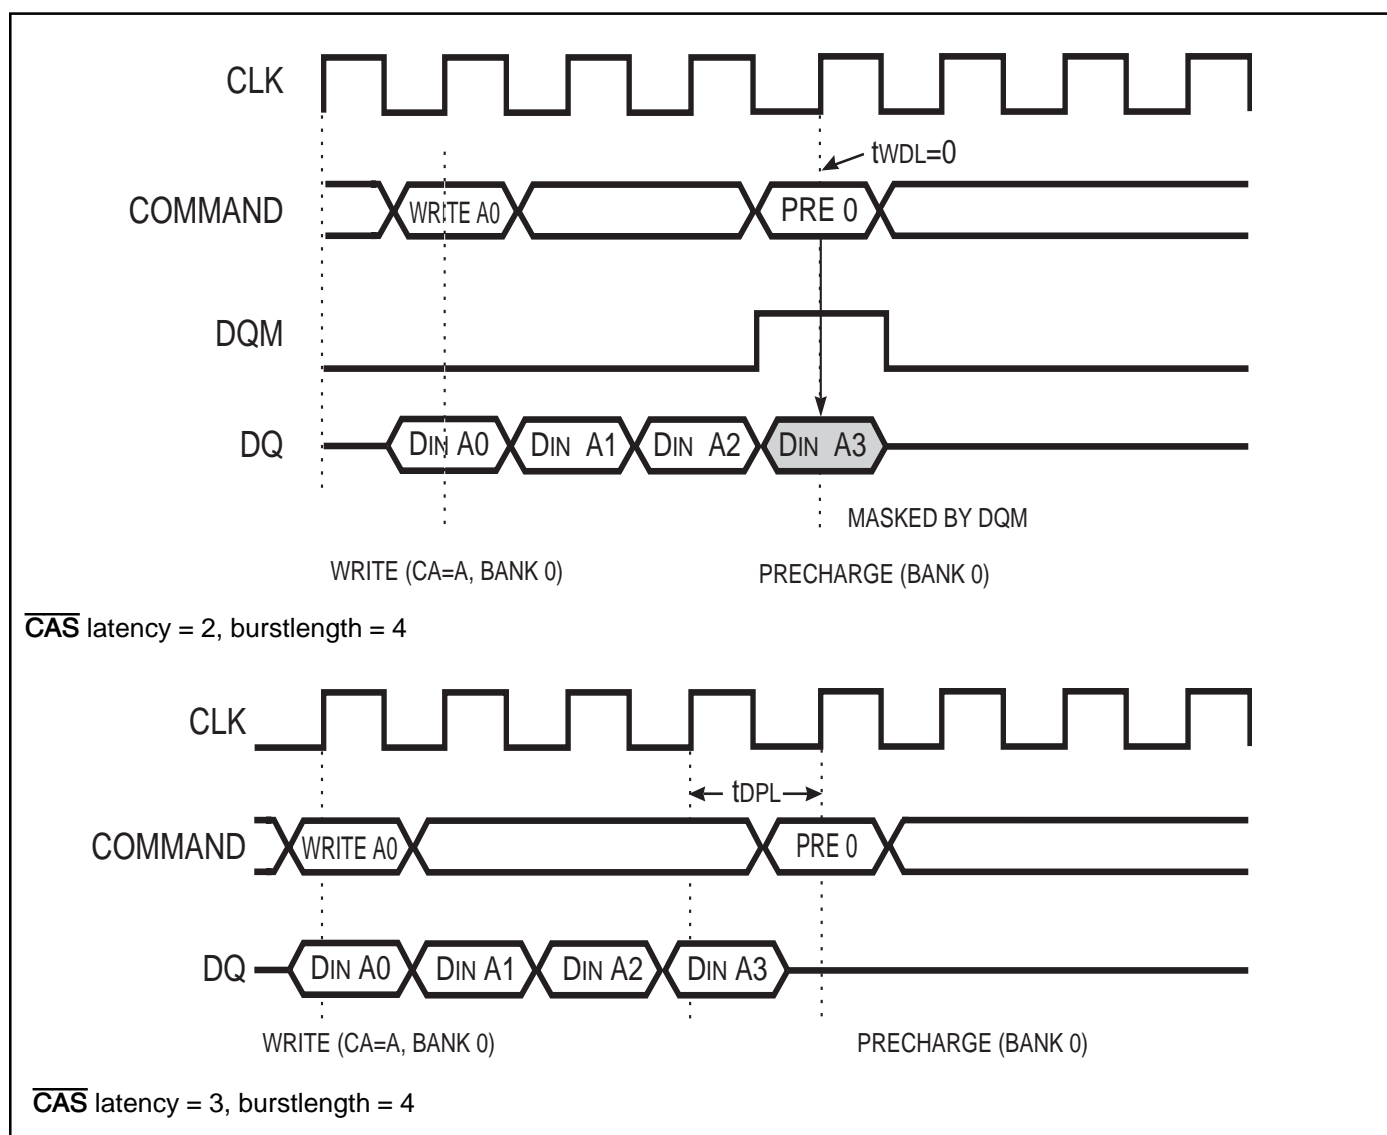 CLK
tWDL=0
COMMAND WRITE A0 PRE 0
DQM
DQ DIN A0 DIN A1 DIN A2 DIN A3
MASKED BY DQM
WRITE (CA=A, BANK 0) PRECHARGE (BANK 0)
CAS latency = 2, burstlength = 4
CLK
tDPL
COMMAND WRITE A0 PRE 0
DQ DIN A0 DIN A1 DIN A2 DIN A3
WRITE (CA=A, BANK 0) PRECHARGE (BANK 0)
CAS latency = 3, burstlength = 4